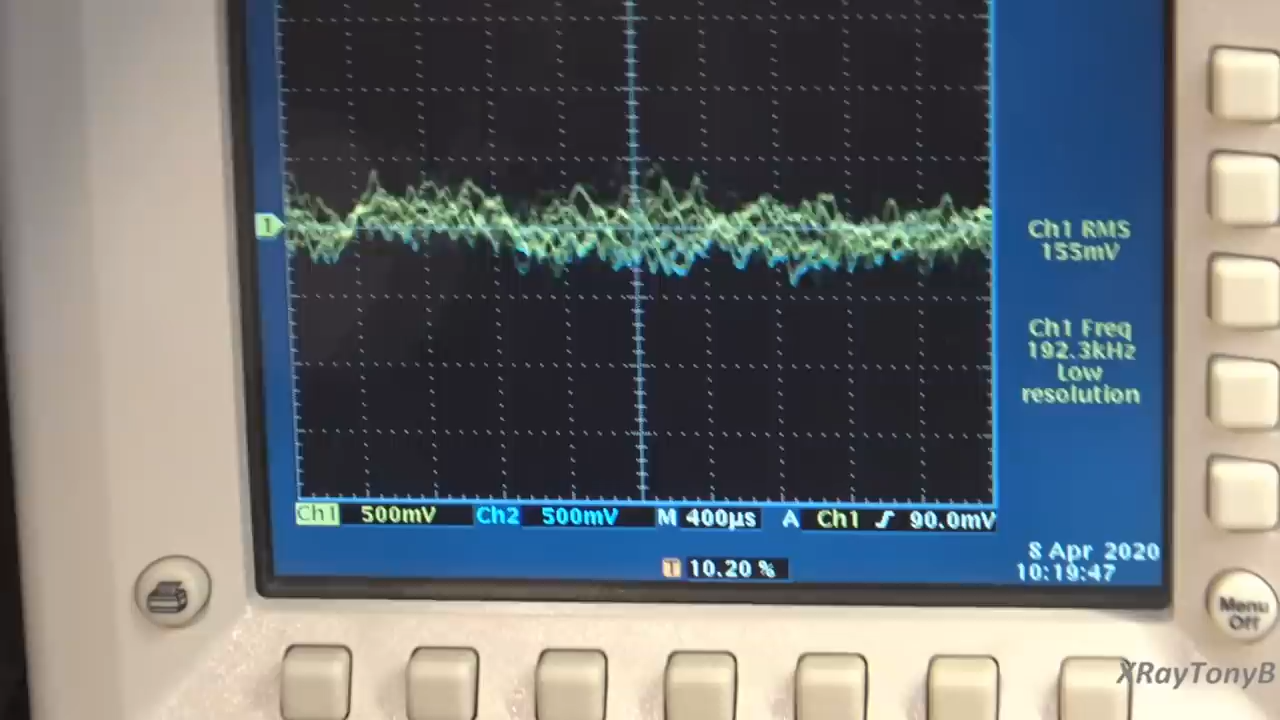 1
Ch1 RMS
155mV
Ch1 Freq
192.3kHz
Low
resolution
Ch1 500mV Ch2 500mV M 400µs A Ch1 90.0mV
T 10.20 %
8 Apr 2020
10:19:47
Menu
Off
XRayTonyB